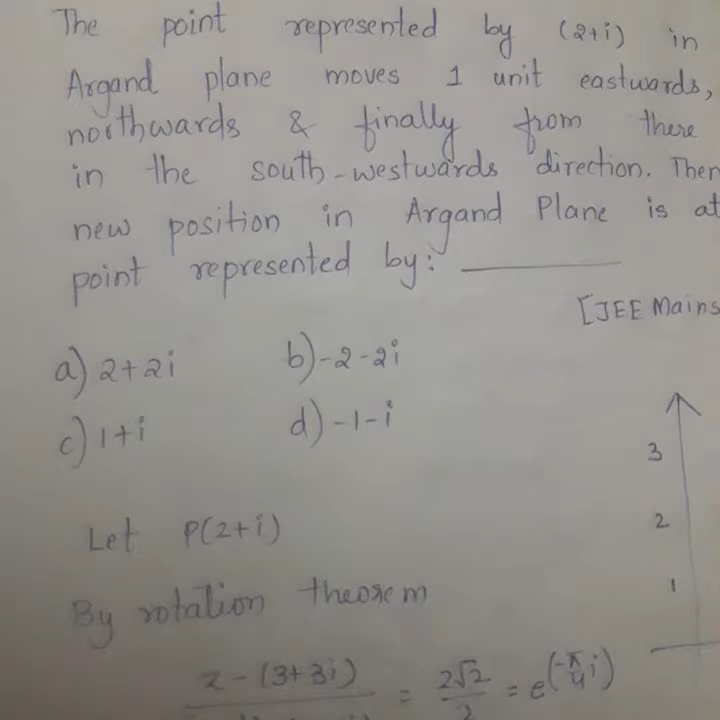 The point represented by (2+i) in
Argand plane moves 1 unit eastwards,
northwards & finally from there
in the south-westwards direction. Then
new position in Argand Plane is at
point represented by: ______
[JEE Mains
a) 2+2i b) -2-2i
c) 1+i d) -1-i
3
2
Let P(2+i)
1
By rotation theorem
z-(3+3i) = 2√2/2 = e^(-π/4 i)